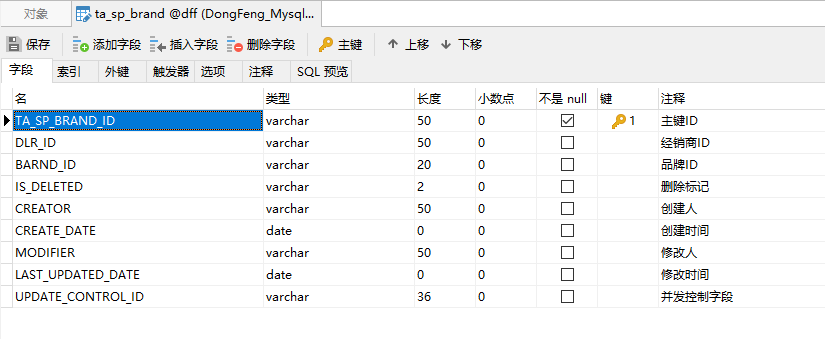 对象 ta_sp_brand @dff (DongFeng_Mysql...
保存 添加字段 插入字段 删除字段 主键 上移 下移
字段 索引 外键 触发器 选项 注释 SQL 预览
名 类型 长度 小数点 不是 null 键 注释
TA_SP_BRAND_ID varchar 50 0 1 主键ID
DLR_ID varchar 50 0 经销商ID
BARND_ID varchar 20 0 品牌ID
IS_DELETED varchar 2 0 删除标记
CREATOR varchar 50 0 创建人
CREATE_DATE date 0 0 创建时间
MODIFIER varchar 50 0 修改人
LAST_UPDATED_DATE date 0 0 修改时间
UPDATE_CONTROL_ID varchar 36 0 并发控制字段